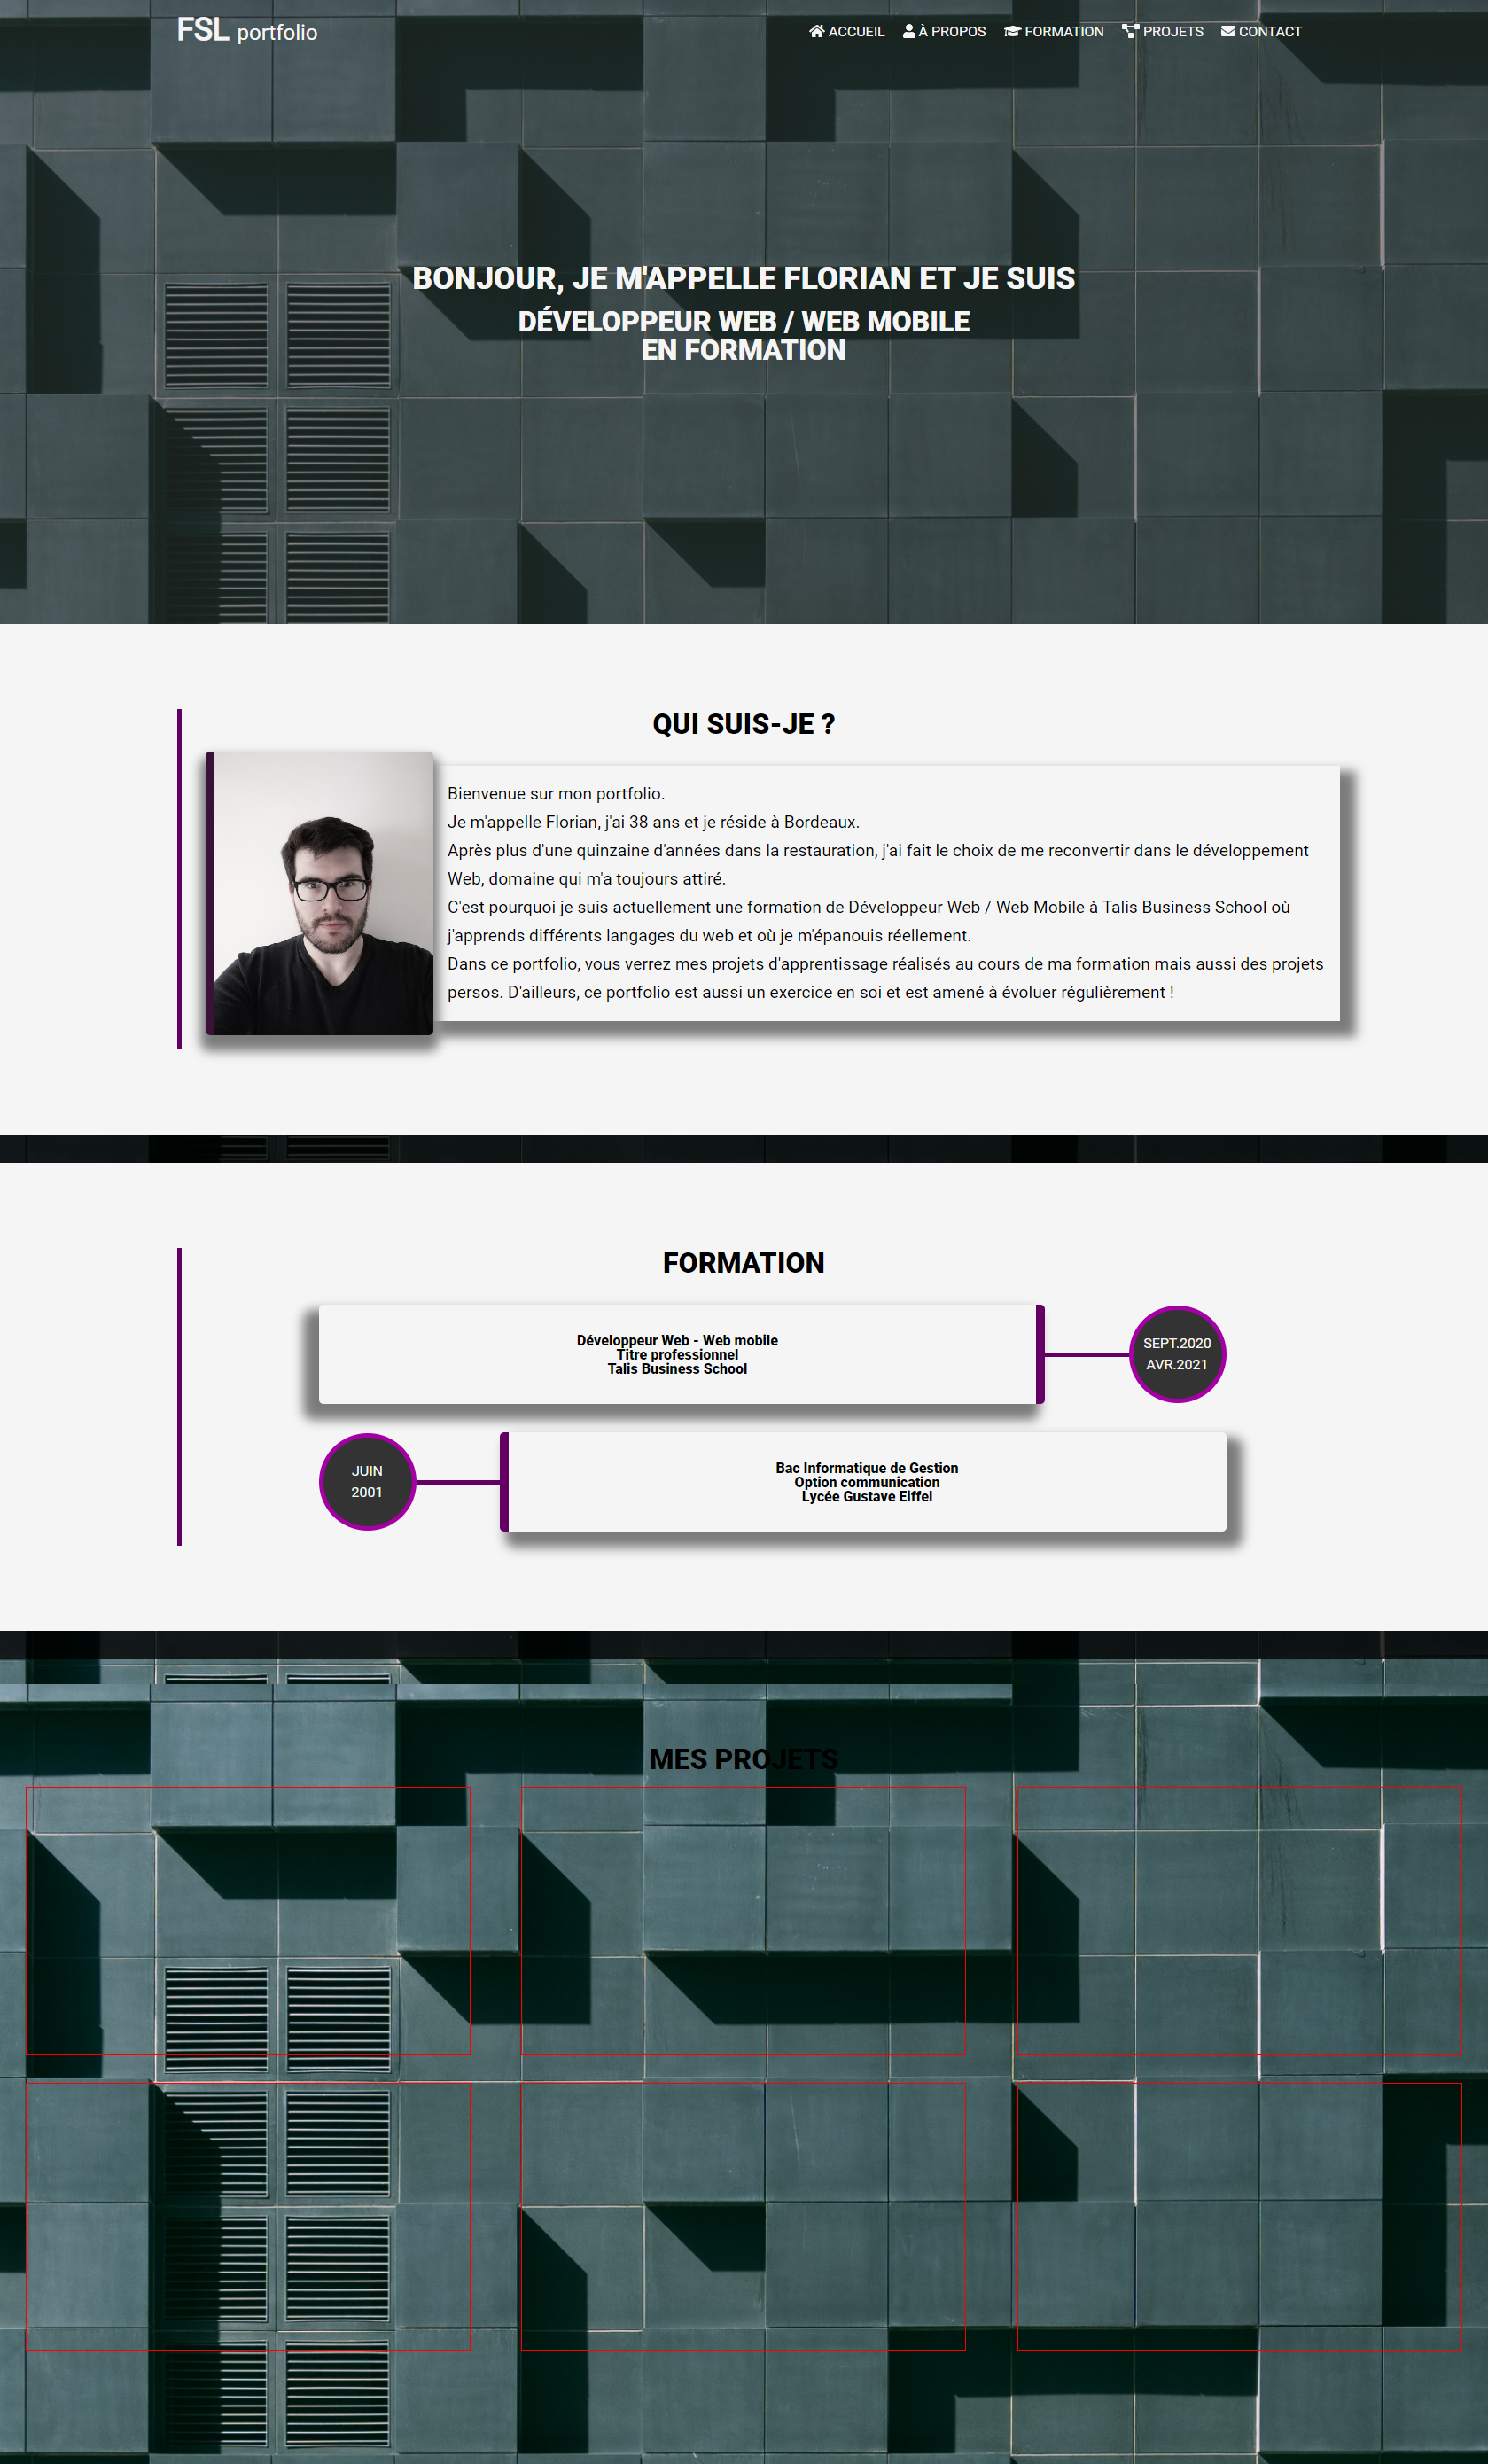 FSL portfolio
ACCUEIL À PROPOS FORMATION PROJETS CONTACT
BONJOUR, JE M'APPELLE FLORIAN ET JE SUIS
DÉVELOPPEUR WEB / WEB MOBILE
EN FORMATION
QUI SUIS-JE ?
Bienvenue sur mon portfolio.
Je m'appelle Florian, j'ai 38 ans et je réside à Bordeaux.
Après plus d'une quinzaine d'années dans la restauration, j'ai fait le choix de me reconvertir dans le développement
Web, domaine qui m'a toujours attiré.
C'est pourquoi je suis actuellement une formation de Développeur Web / Web Mobile à Talis Business School où
j'apprends différents langages du web et où je m'épanouis réellement.
Dans ce portfolio, vous verrez mes projets d'apprentissage réalisés au cours de ma formation mais aussi des projets
persos. D'ailleurs, ce portfolio est aussi un exercice en soi et est amené à évoluer régulièrement !
FORMATION
Développeur Web - Web mobile
Titre professionnel
Talis Business School
SEPT.2020
AVR.2021
JUIN
2001
Bac Informatique de Gestion
Option communication
Lycée Gustave Eiffel
MES PROJETS